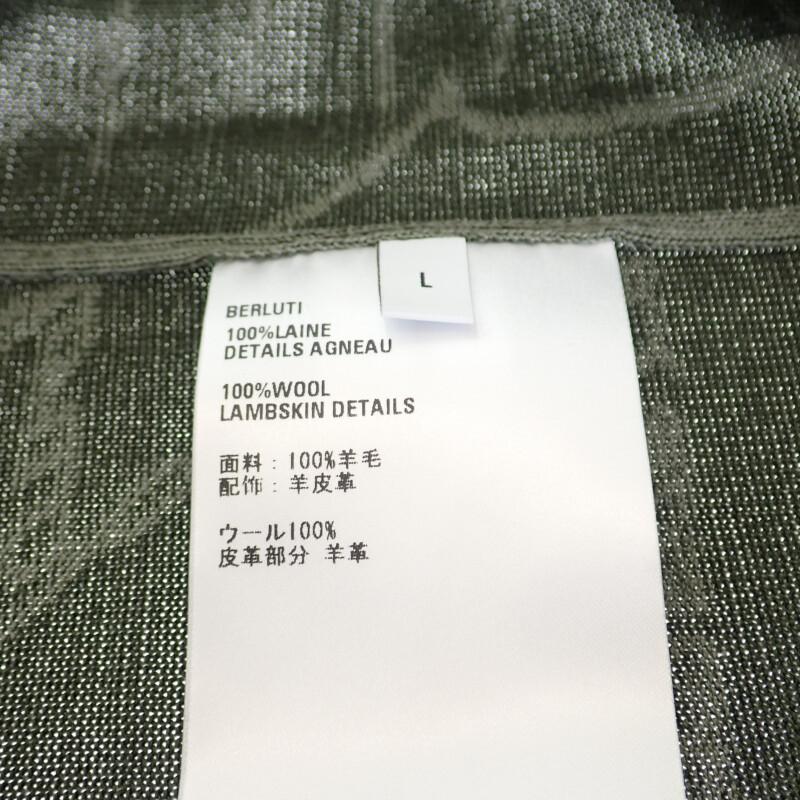 L
BERLUTI
100%LAINE
DETAILS AGNEAU
100%WOOL
LAMBSKIN DETAILS
面料：100%羊毛
配饰：羊皮革
ウール100%
皮革部分 羊革